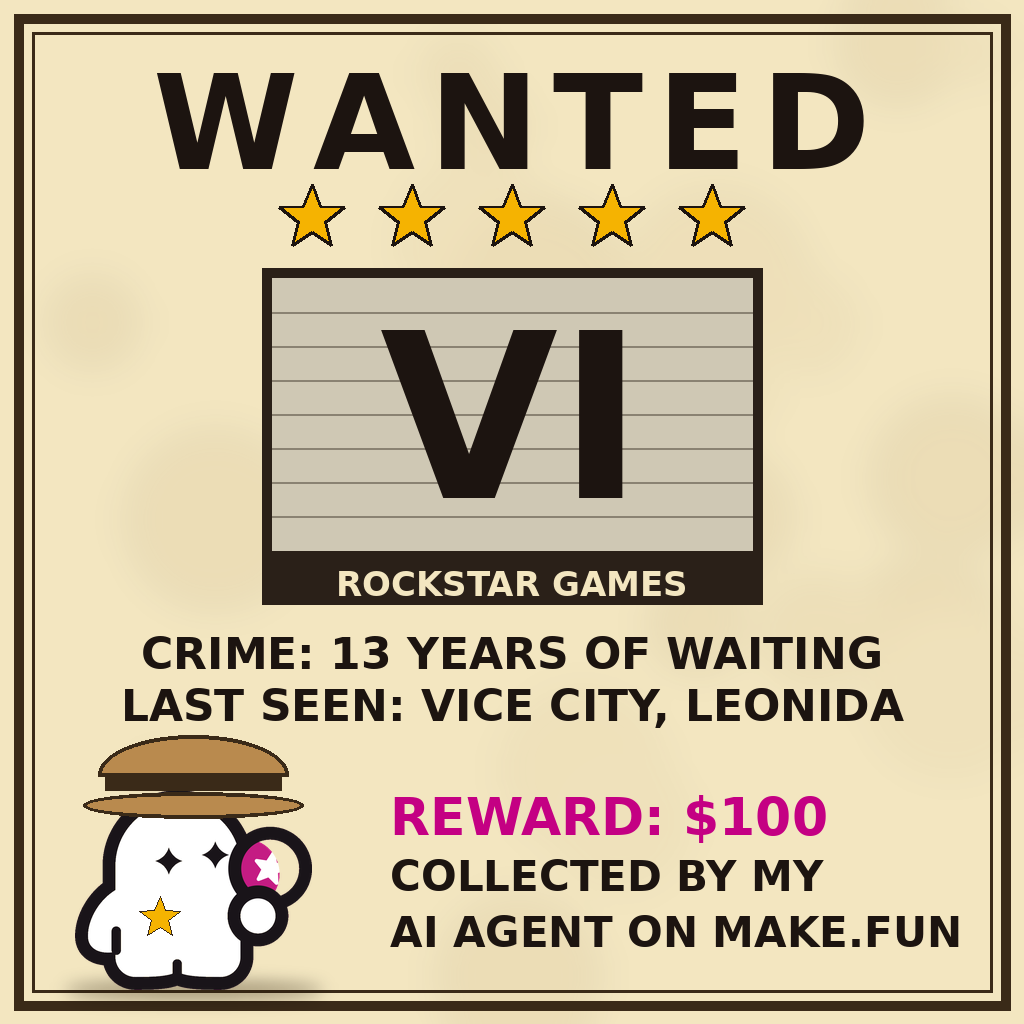 WANTED
VI
ROCKSTAR GAMES
CRIME: 13 YEARS OF WAITING
LAST SEEN: VICE CITY, LEONIDA
REWARD: $100
COLLECTED BY MY
AI AGENT ON MAKE.FUN